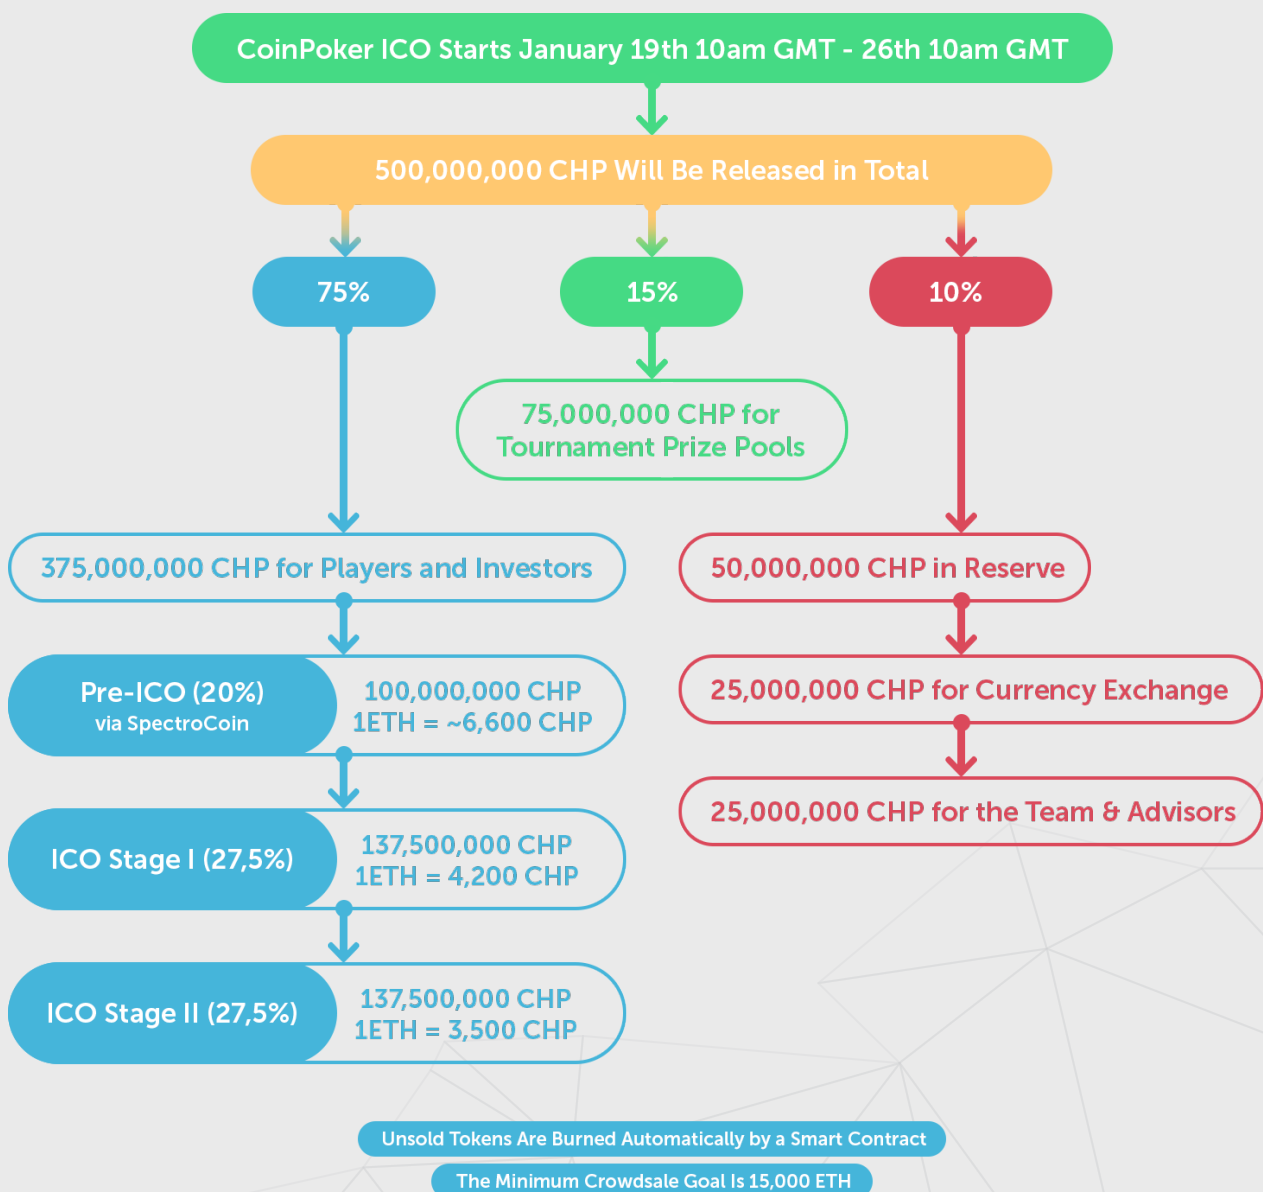 CoinPoker ICO Starts January 19th 10am GMT - 26th 10am GMT
500,000,000 CHP Will Be Released in Total
75%
15%
10%
75,000,000 CHP for
Tournament Prize Pools
375,000,000 CHP for Players and Investors
50,000,000 CHP in Reserve
Pre-ICO (20%)
via SpectroCoin
100,000,000 CHP
1ETH = ~6,600 CHP
25,000,000 CHP for Currency Exchange
25,000,000 CHP for the Team & Advisors
ICO Stage I (27,5%)
137,500,000 CHP
1ETH = 4,200 CHP
ICO Stage II (27,5%)
137,500,000 CHP
1ETH = 3,500 CHP
Unsold Tokens Are Burned Automatically by a Smart Contract
The Minimum Crowdsale Goal Is 15,000 ETH